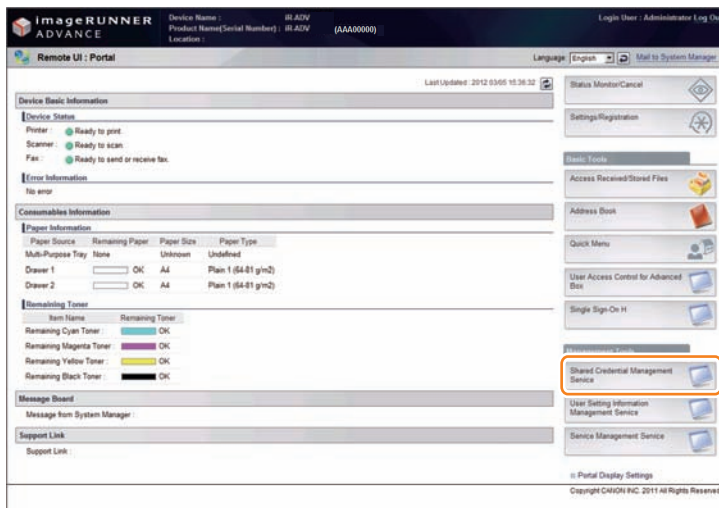 imageRUNNER
ADVANCE
Device Name : iR-ADV
Product Name(Serial Number) : iR-ADV (AAA00000)
Location :
Login User : Administrator Log Ou
Remote UI : Portal
Language: English Mail to System Manager
Last Updated : 2012 03/05 15:36:32
Device Basic Information
Device Status
Printer : Ready to print.
Scanner : Ready to scan.
Fax : Ready to send or receive fax.
Error Information
No error
Consumables Information
Paper Information
Paper Source Remaining Paper Paper Size Paper Type
Multi-Purpose Tray None Unknown Undefined
Drawer 1 OK A4 Plain 1 (64-81 g/m2)
Drawer 2 OK A4 Plain 1 (64-81 g/m2)
Remaining Toner
Item Name Remaining Toner
Remaining Cyan Toner : OK
Remaining Magenta Toner : OK
Remaining Yellow Toner : OK
Remaining Black Toner : OK
Message Board
Message from System Manager :
Support Link
Support Link :
Status Monitor/Cancel
Settings/Registration
Basic Tools
Access Received/Stored Files
Address Book
Quick Menu
User Access Control for Advanced
Box
Single Sign-On H
Management Tools
Shared Credential Management
Service
User Setting Information
Management Service
Service Management Service
Portal Display Settings
Copyright CANON INC. 2011 All Rights Reserved